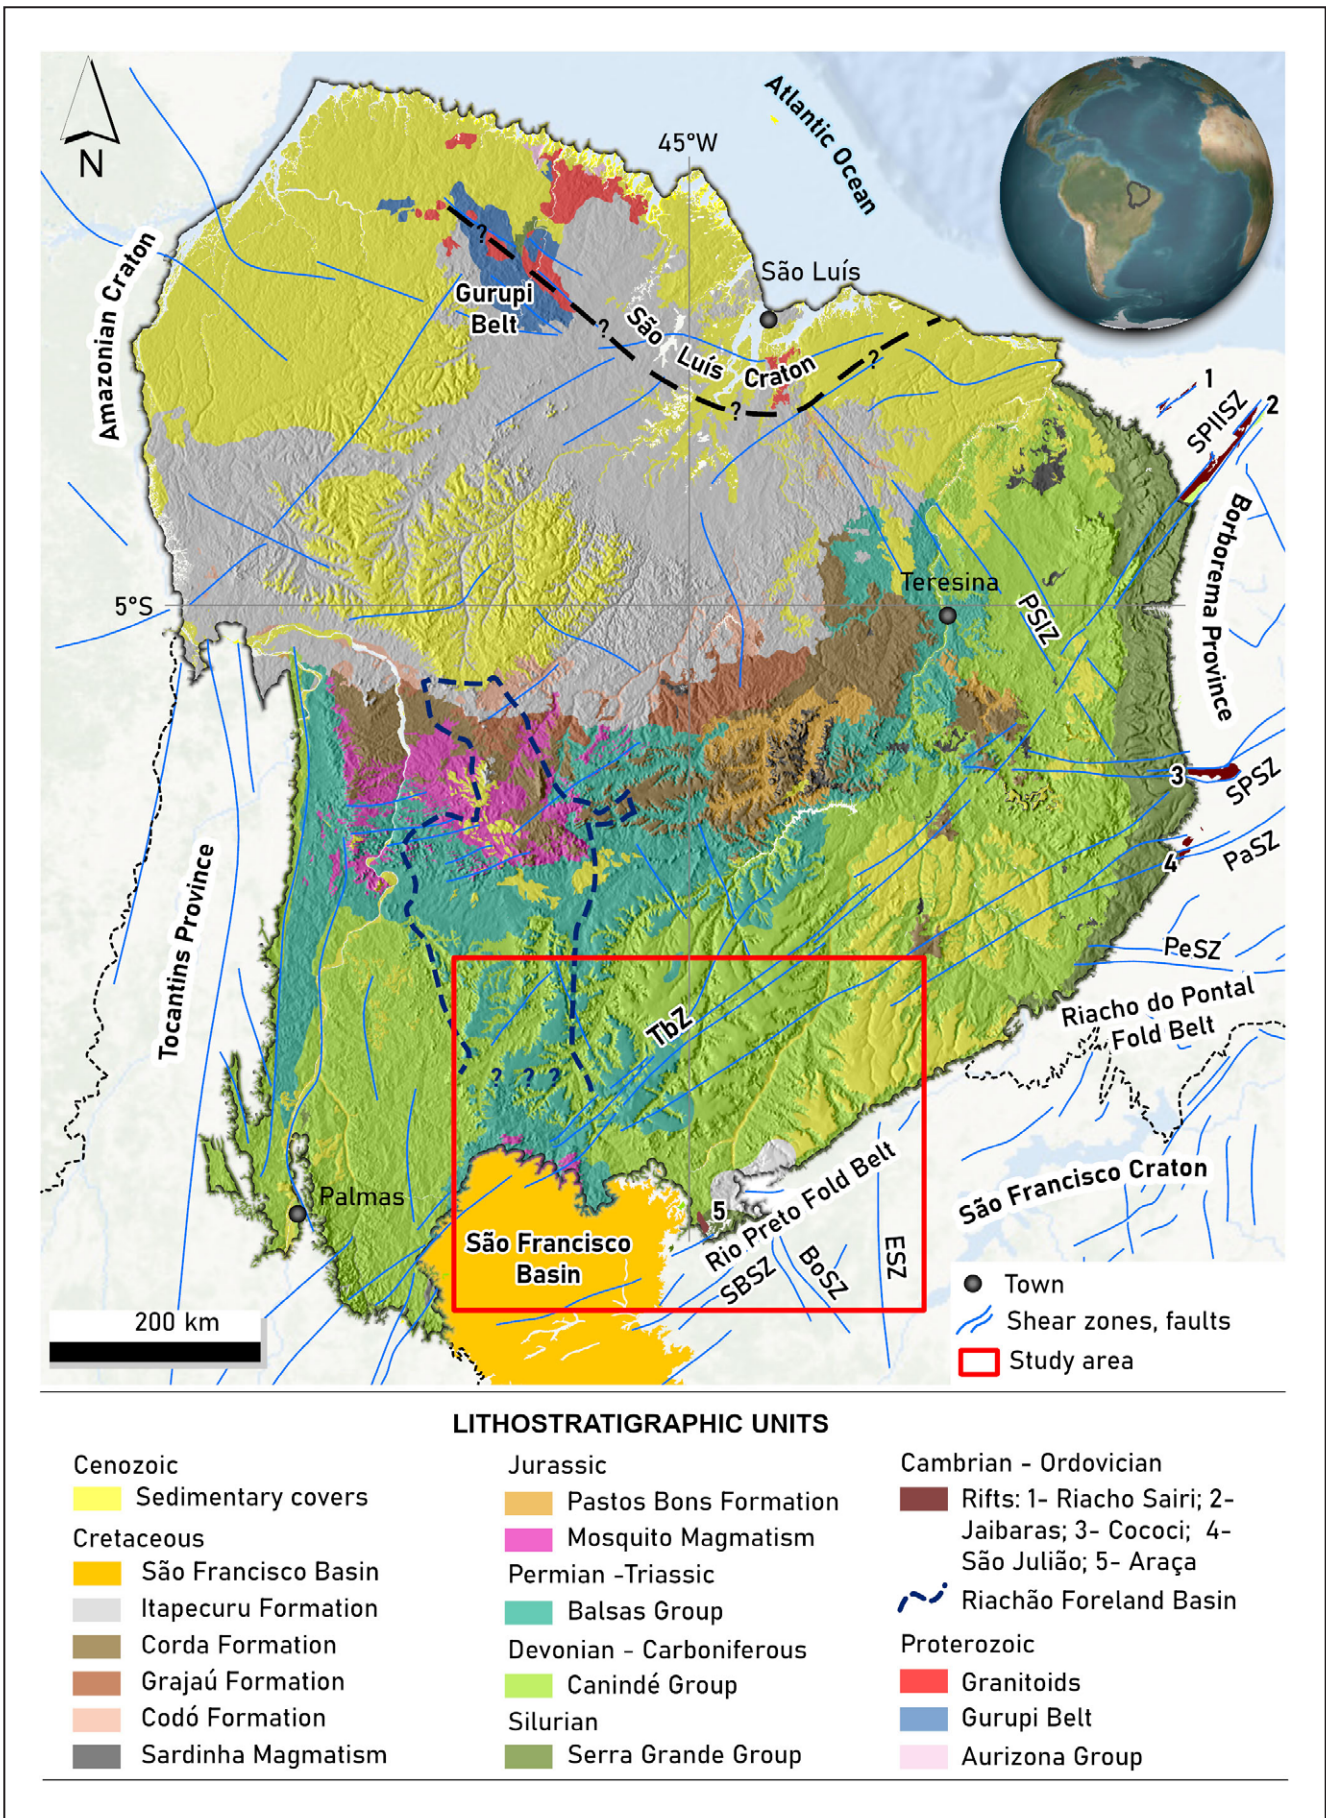 Atlantic Ocean
N
45°W
São Luís
Amazonian Craton
?
Gurupi
Belt
?
São Luís Craton
?
?
1
2
SPIISZ
Borborema Province
Teresina
5°S
PSIZ
3
SPSZ
4
PaSZ
Tocantins Province
PeSZ
Riacho do Pontal
Fold Belt
TbZ
? ? ?
São Francisco Craton
Palmas
5
Rio Preto Fold Belt
São Francisco
Basin
SBSZ
BoSZ
ESZ
200 km
Town
Shear zones, faults
Study area
LITHOSTRATIGRAPHIC UNITS
Cenozoic
Sedimentary covers
Cretaceous
São Francisco Basin
Itapecuru Formation
Corda Formation
Grajaú Formation
Codó Formation
Sardinha Magmatism
Jurassic
Pastos Bons Formation
Mosquito Magmatism
Permian -Triassic
Balsas Group
Devonian - Carboniferous
Canindé Group
Silurian
Serra Grande Group
Cambrian - Ordovician
Rifts: 1- Riacho Sairi; 2-
Jaibaras; 3- Cococi; 4-
São Julião; 5- Araça
Riachão Foreland Basin
Proterozoic
Granitoids
Gurupi Belt
Aurizona Group